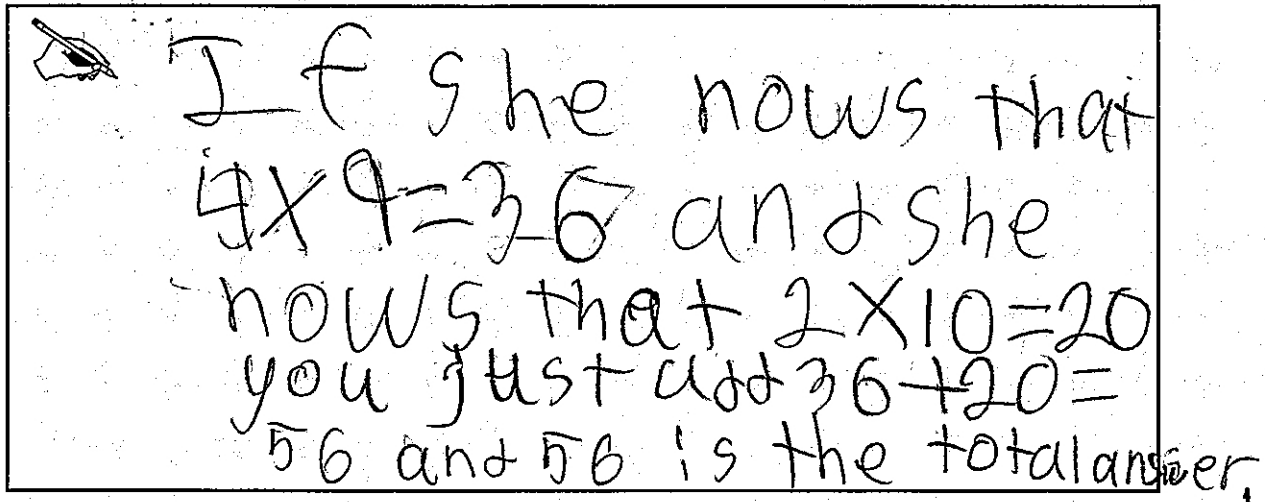 If she nows that
4x9=36 and she
nows that 2x10=20
you just add 36+20=
56 and 56 is the total answer.